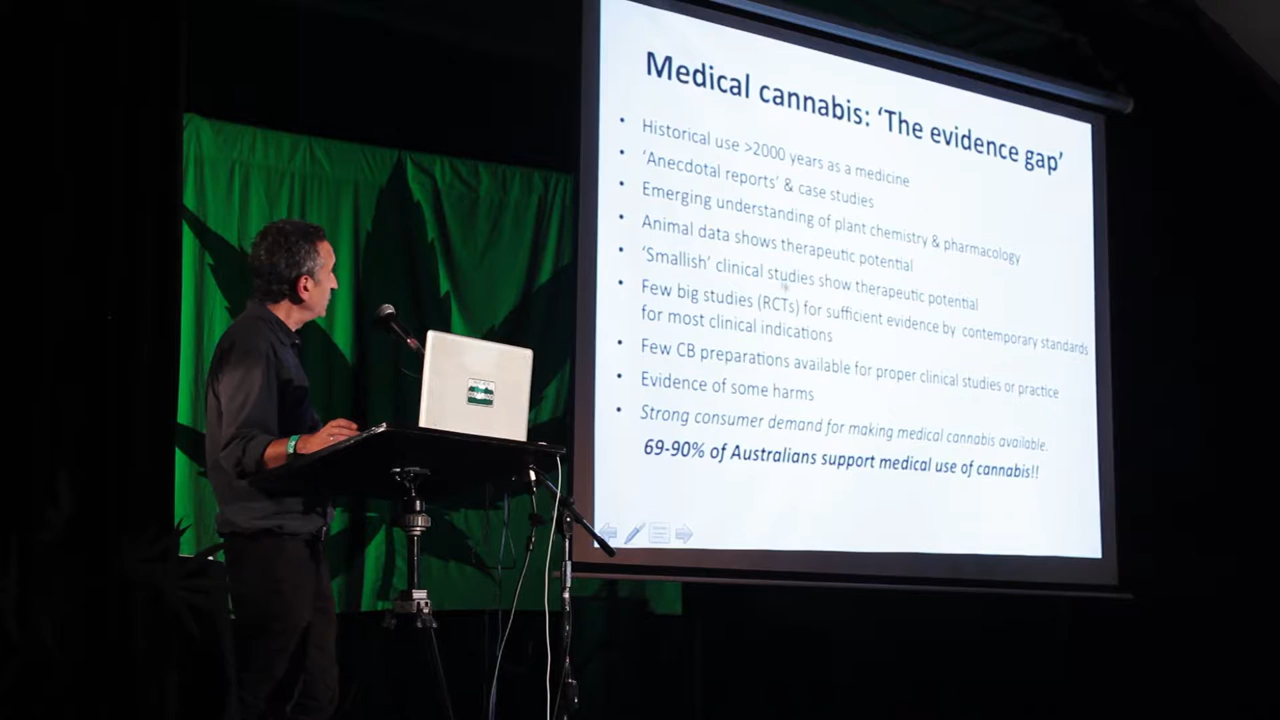 Medical cannabis: ‘The evidence gap’
• Historical use >2000 years as a medicine
• ‘Anecdotal reports’ & case studies
• Emerging understanding of plant chemistry & pharmacology
• Animal data shows therapeutic potential
• ‘Smallish’ clinical studies show therapeutic potential
• Few big studies (RCTs) for sufficient evidence by contemporary standards
for most clinical indications
• Few CB preparations available for proper clinical studies or practice
• Evidence of some harms
• Strong consumer demand for making medical cannabis available.
69-90% of Australians support medical use of cannabis!!